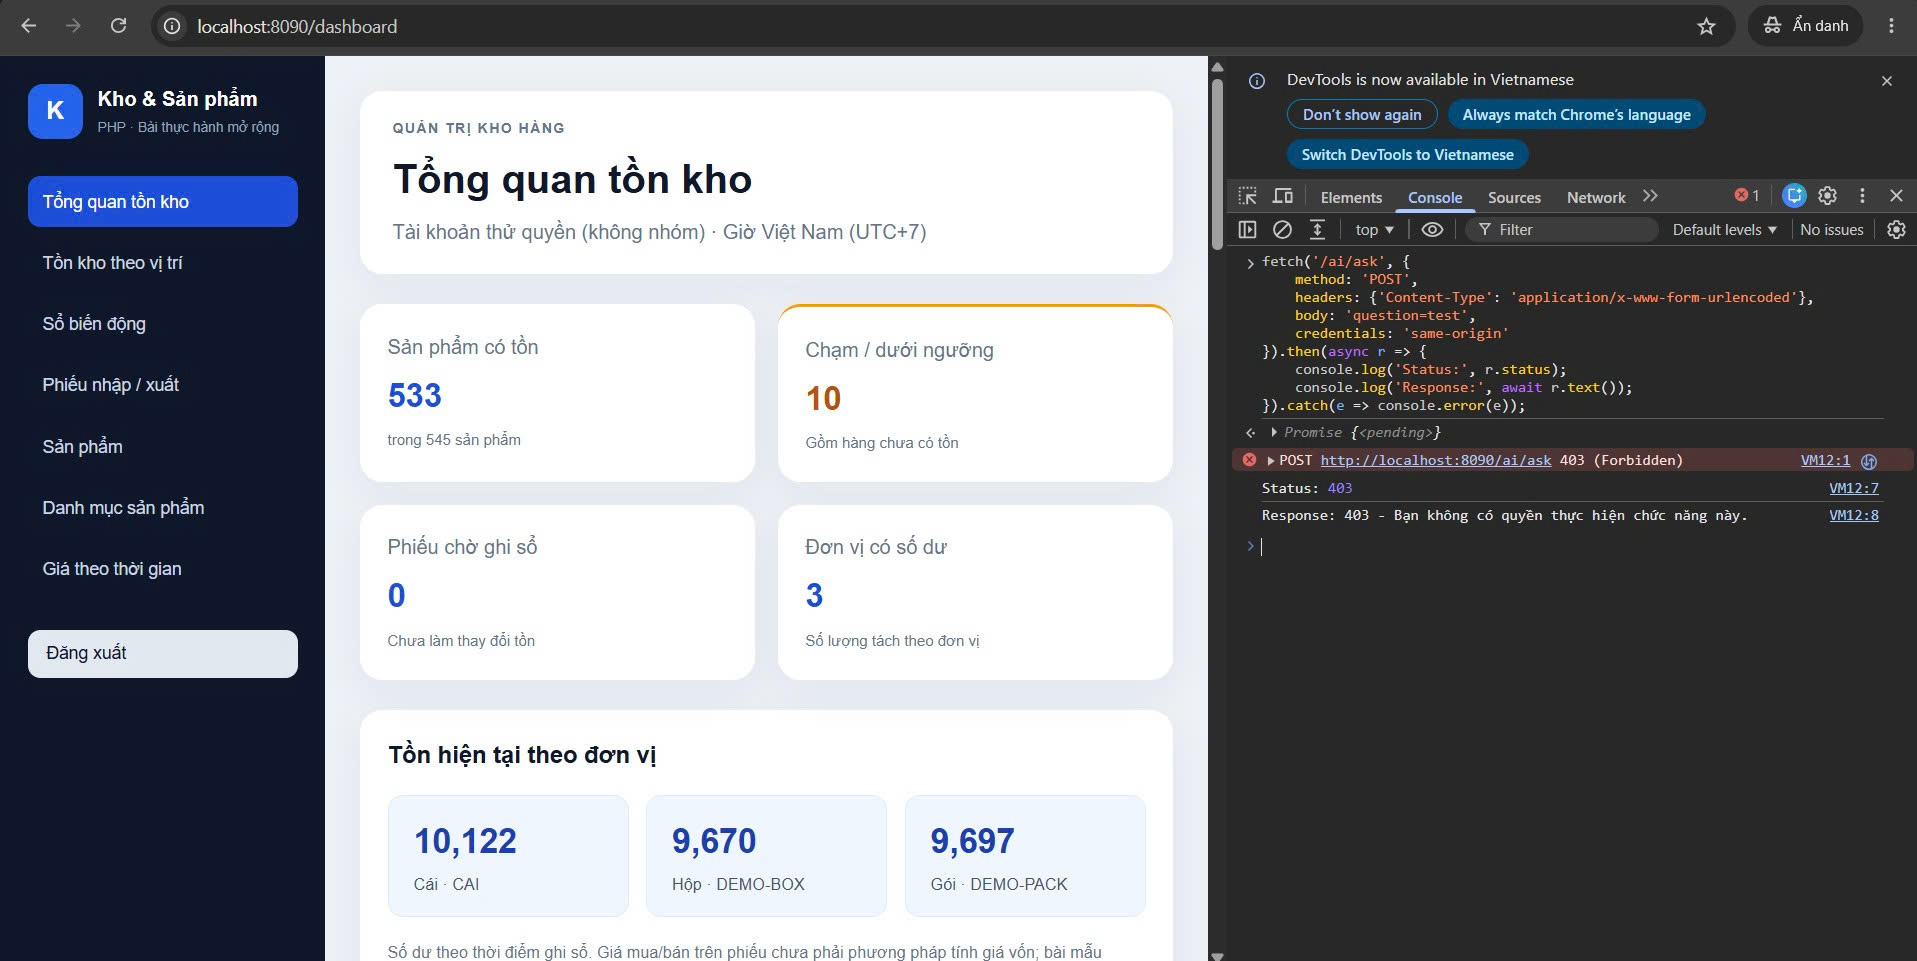 localhost:8090/dashboard
Ẩn danh
K
Kho & Sản phẩm
PHP · Bài thực hành mở rộng
Tổng quan tồn kho
Tồn kho theo vị trí
Sổ biến động
Phiếu nhập / xuất
Sản phẩm
Danh mục sản phẩm
Giá theo thời gian
Đăng xuất
QUẢN TRỊ KHO HÀNG
Tổng quan tồn kho
Tài khoản thử quyền (không nhóm) · Giờ Việt Nam (UTC+7)
Sản phẩm có tồn
533
trong 545 sản phẩm
Chạm / dưới ngưỡng
10
Gồm hàng chưa có tồn
Phiếu chờ ghi sổ
0
Chưa làm thay đổi tồn
Đơn vị có số dư
3
Số lượng tách theo đơn vị
Tồn hiện tại theo đơn vị
10,122
Cái · CAI
9,670
Hộp · DEMO-BOX
9,697
Gói · DEMO-PACK
Số dư theo thời điểm ghi sổ. Giá mua/bán trên phiếu chưa phải phương pháp tính giá vốn; bài mẫu
DevTools is now available in Vietnamese
Don't show again
Always match Chrome's language
Switch DevTools to Vietnamese
Elements Console Sources Network 1
top Filter Default levels No issues
fetch('/ai/ask', {
method: 'POST',
headers: {'Content-Type': 'application/x-www-form-urlencoded'},
body: 'question=test',
credentials: 'same-origin'
}).then(async r => {
console.log('Status:', r.status);
console.log('Response:', await r.text());
}).catch(e => console.error(e));
Promise {<pending>}
POST http://localhost:8090/ai/ask 403 (Forbidden) VM12:1
Status: 403 VM12:7
Response: 403 - Bạn không có quyền thực hiện chức năng này. VM12:8